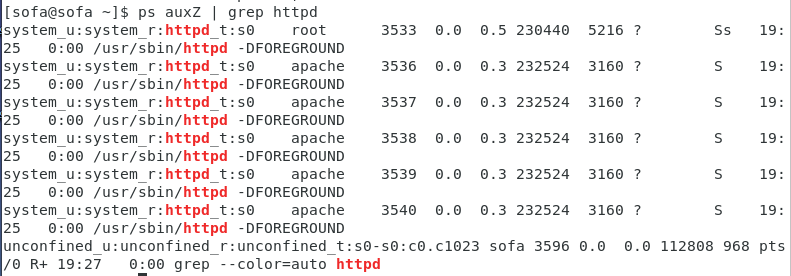 [sofa@sofa ~]$ ps auxZ | grep httpd
system_u:system_r:httpd_t:s0    root      3533  0.0  0.5 230440  5216 ?        Ss   19:
25   0:00 /usr/sbin/httpd -DFOREGROUND
system_u:system_r:httpd_t:s0    apache    3536  0.0  0.3 232524  3160 ?        S    19:
25   0:00 /usr/sbin/httpd -DFOREGROUND
system_u:system_r:httpd_t:s0    apache    3537  0.0  0.3 232524  3160 ?        S    19:
25   0:00 /usr/sbin/httpd -DFOREGROUND
system_u:system_r:httpd_t:s0    apache    3538  0.0  0.3 232524  3160 ?        S    19:
25   0:00 /usr/sbin/httpd -DFOREGROUND
system_u:system_r:httpd_t:s0    apache    3539  0.0  0.3 232524  3160 ?        S    19:
25   0:00 /usr/sbin/httpd -DFOREGROUND
system_u:system_r:httpd_t:s0    apache    3540  0.0  0.3 232524  3160 ?        S    19:
25   0:00 /usr/sbin/httpd -DFOREGROUND
unconfined_u:unconfined_r:unconfined_t:s0-s0:c0.c1023 sofa 3596 0.0  0.0 112808 968 pts
/0 R+ 19:27   0:00 grep --color=auto httpd